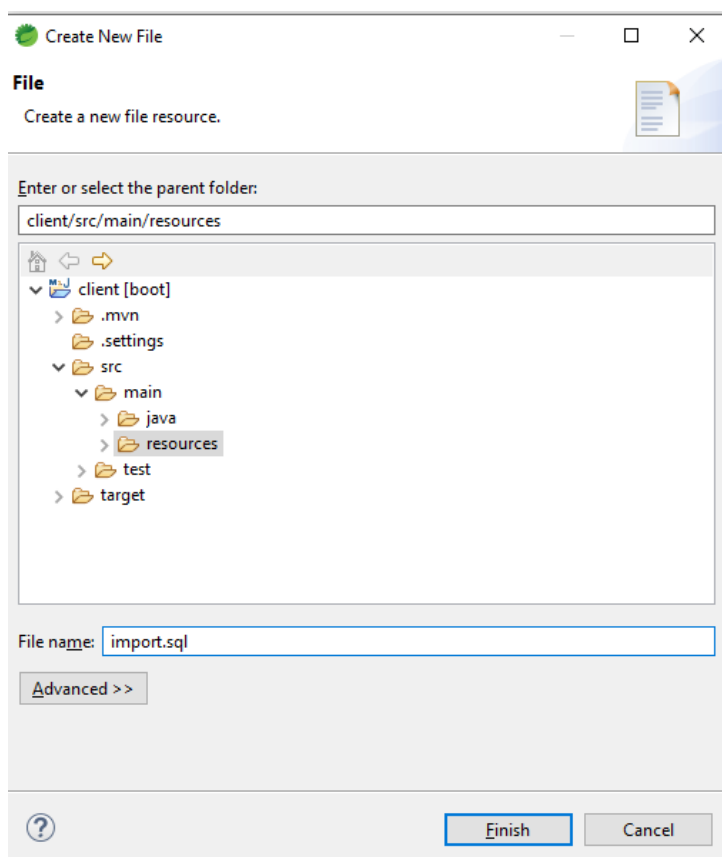 Create New File
File
Create a new file resource.
Enter or select the parent folder:
client/src/main/resources
client [boot]
.mvn
.settings
src
main
java
resources
test
target
File name: import.sql
Advanced >>
Finish Cancel